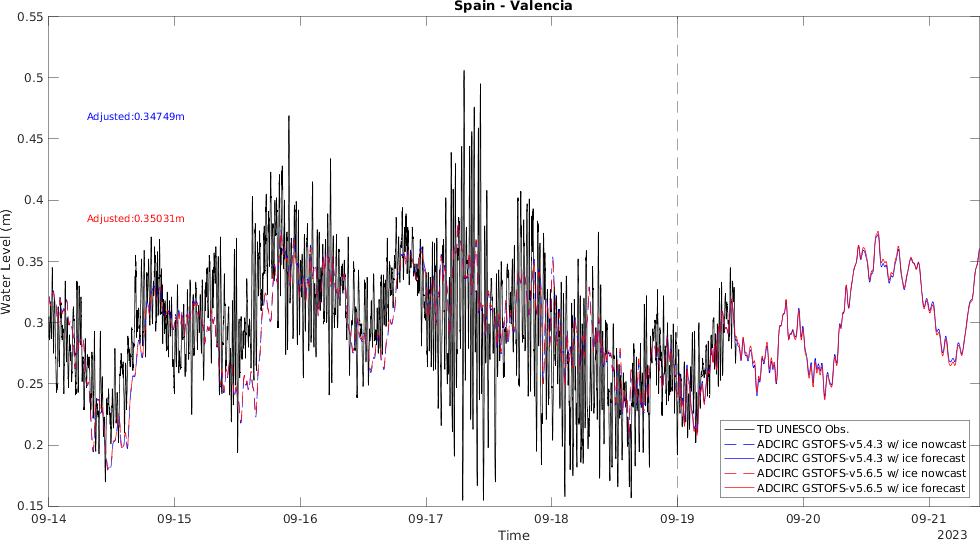 Spain - Valencia
0.55
0.5
0.45
0.4
0.35
0.3
0.25
0.2
0.15
Water Level (m)
Adjusted:0.34749m
Adjusted:0.35031m
TD UNESCO Obs.
ADCIRC GSTOFS-v5.4.3 w/ ice nowcast
ADCIRC GSTOFS-v5.4.3 w/ ice forecast
ADCIRC GSTOFS-v5.6.5 w/ ice nowcast
ADCIRC GSTOFS-v5.6.5 w/ ice forecast
09-14 09-15 09-16 09-17 09-18 09-19 09-20 09-21
Time
2023